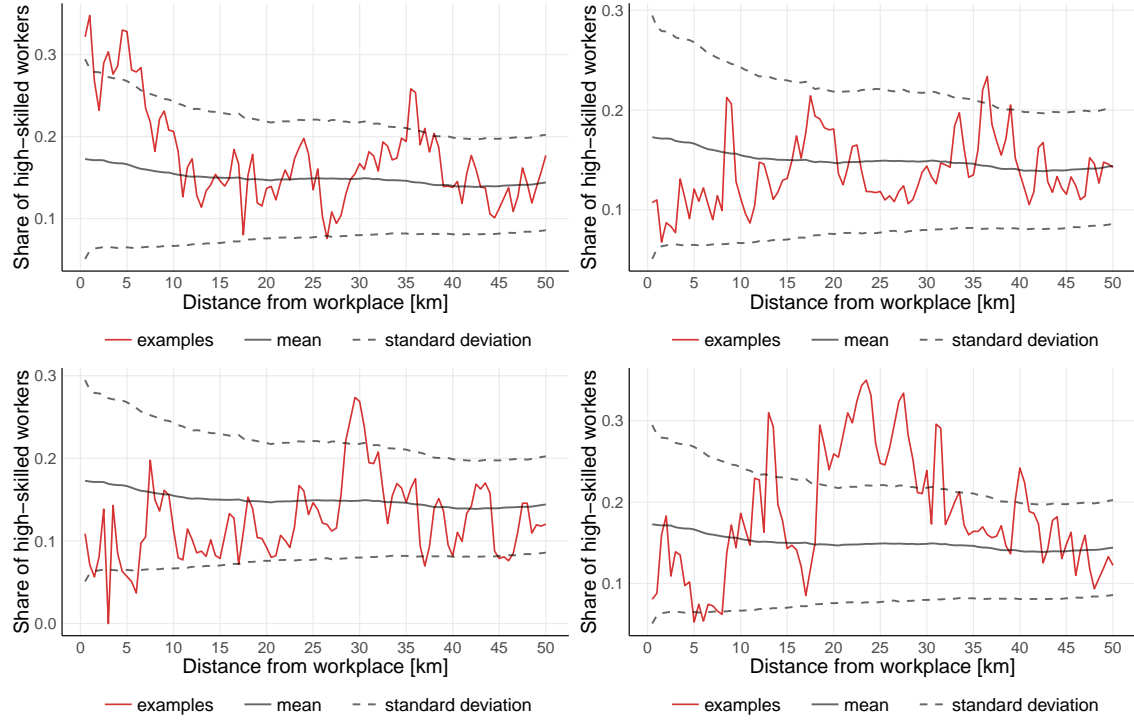 Share of high−skilled workers
0.3
0.2
0.1
0 5 10 15 20 25 30 35 40 45 50
Distance from workplace [km]
examples mean standard deviation
Share of high−skilled workers
0.3
0.2
0.1
0 5 10 15 20 25 30 35 40 45 50
Distance from workplace [km]
examples mean standard deviation
Share of high−skilled workers
0.3
0.2
0.1
0.0
0 5 10 15 20 25 30 35 40 45 50
Distance from workplace [km]
examples mean standard deviation
Share of high−skilled workers
0.3
0.2
0.1
0 5 10 15 20 25 30 35 40 45 50
Distance from workplace [km]
examples mean standard deviation